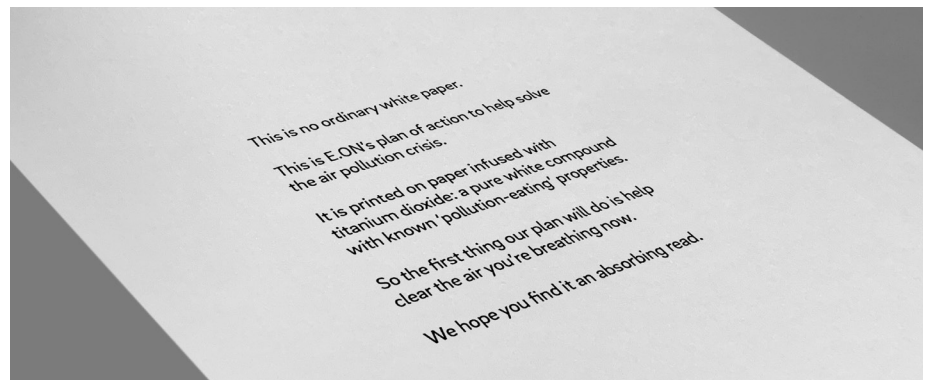 This is no ordinary white paper.
This is E.ON's plan of action to help solve
the air pollution crisis.
It is printed on paper infused with
titanium dioxide: a pure white compound
with known 'pollution-eating' properties.
So the first thing our plan will do is help
clear the air you're breathing now.
We hope you find it an absorbing read.